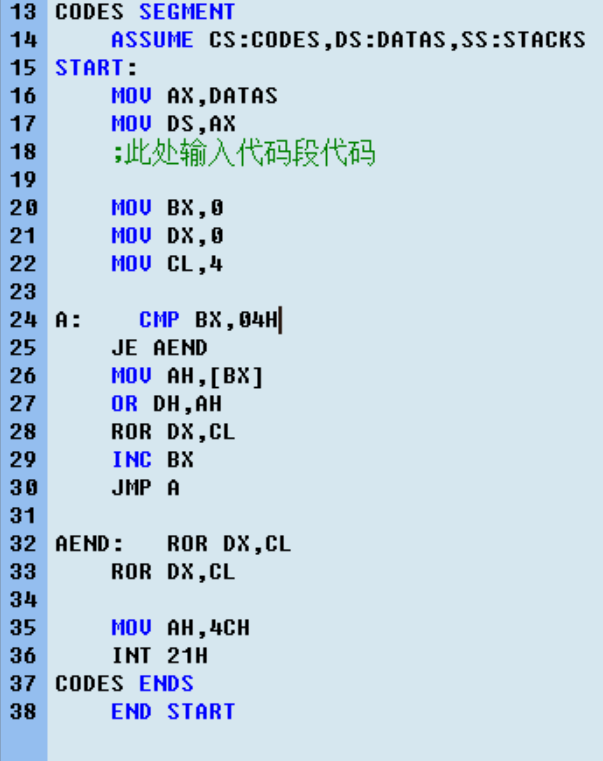 13 CODES SEGMENT
14     ASSUME CS:CODES,DS:DATAS,SS:STACKS
15 START:
16     MOV AX,DATAS
17     MOV DS,AX
18     ;此处输入代码段代码
19
20     MOV BX,0
21     MOV DX,0
22     MOV CL,4
23
24 A:     CMP BX,04H
25     JE AEND
26     MOV AH,[BX]
27     OR DH,AH
28     ROR DX,CL
29     INC BX
30     JMP A
31
32 AEND:   ROR DX,CL
33     ROR DX,CL
34
35     MOV AH,4CH
36     INT 21H
37 CODES ENDS
38     END START